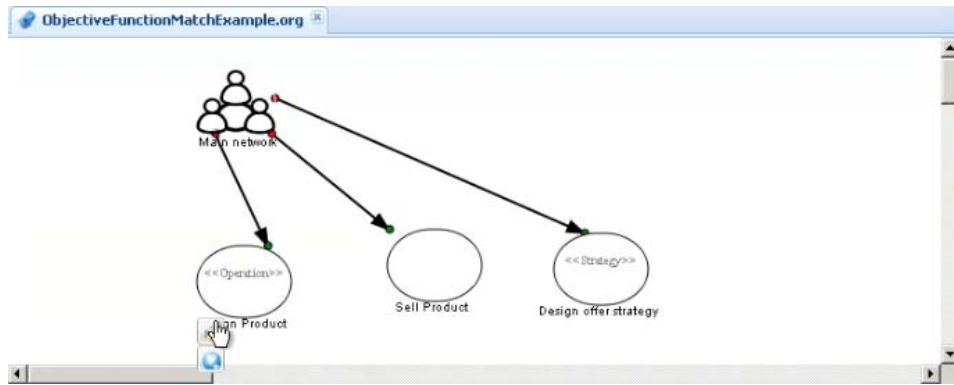 ObjectiveFunctionMatchExample.org
Main network
<<Operation>>
<<Strategy>>
Sell Product
Design offer strategy
Product